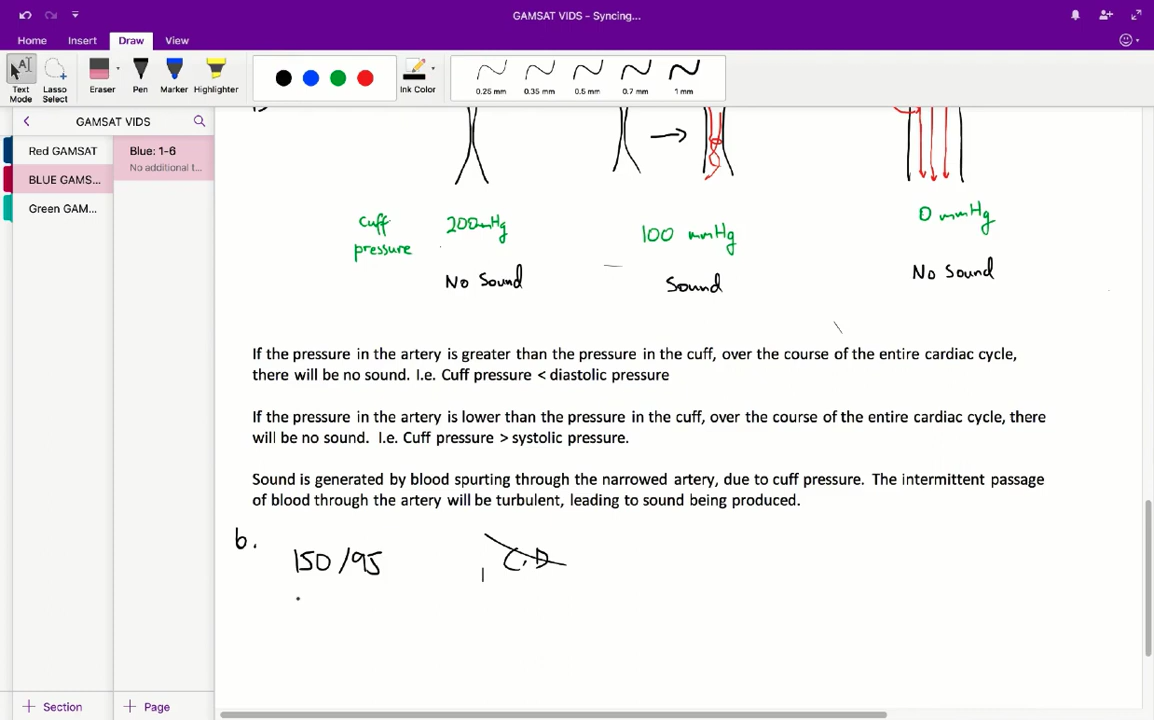 GAMSAT VIDS - Syncing...
Home Insert Draw View
Text Mode
Lasso Select
Eraser
Pen
Marker
Highlighter
Ink Color
0.25 mm 0.35 mm 0.5 mm 0.7 mm 1 mm
GAMSAT VIDS
Red GAMSAT
BLUE GAMS...
Green GAM...
Blue: 1-6
No additional t...
Cuff pressure
200mmHg
100 mmHg
0 mmHg
No Sound
Sound
No Sound
If the pressure in the artery is greater than the pressure in the cuff, over the course of the entire cardiac cycle,
there will be no sound. I.e. Cuff pressure < diastolic pressure
If the pressure in the artery is lower than the pressure in the cuff, over the course of the entire cardiac cycle, there
will be no sound. I.e. Cuff pressure > systolic pressure.
Sound is generated by blood spurting through the narrowed artery, due to cuff pressure. The intermittent passage
of blood through the artery will be turbulent, leading to sound being produced.
b.
150/95
C, D
+ Section
+ Page